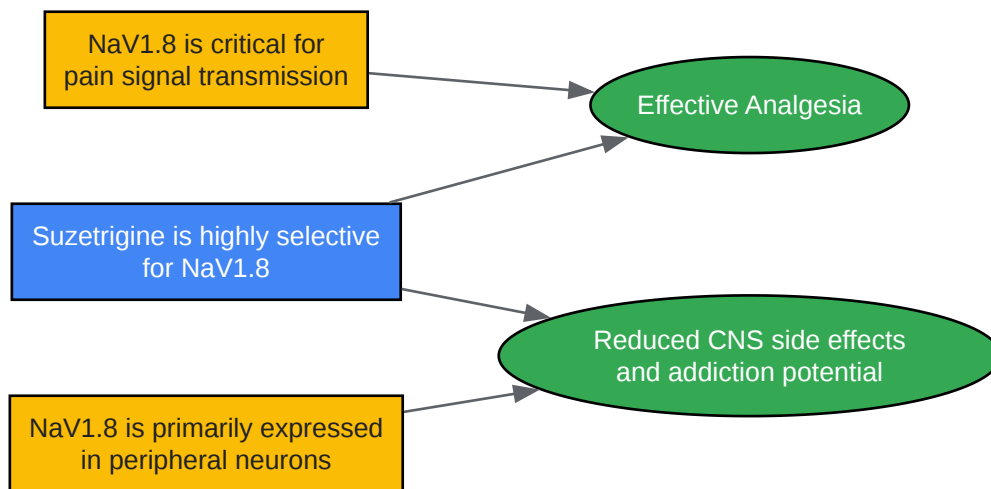 NaV1.8 is critical for
pain signal transmission
Effective Analgesia
Suzetrigine is highly selective
for NaV1.8
Reduced CNS side effects
and addiction potential
NaV1.8 is primarily expressed
in peripheral neurons